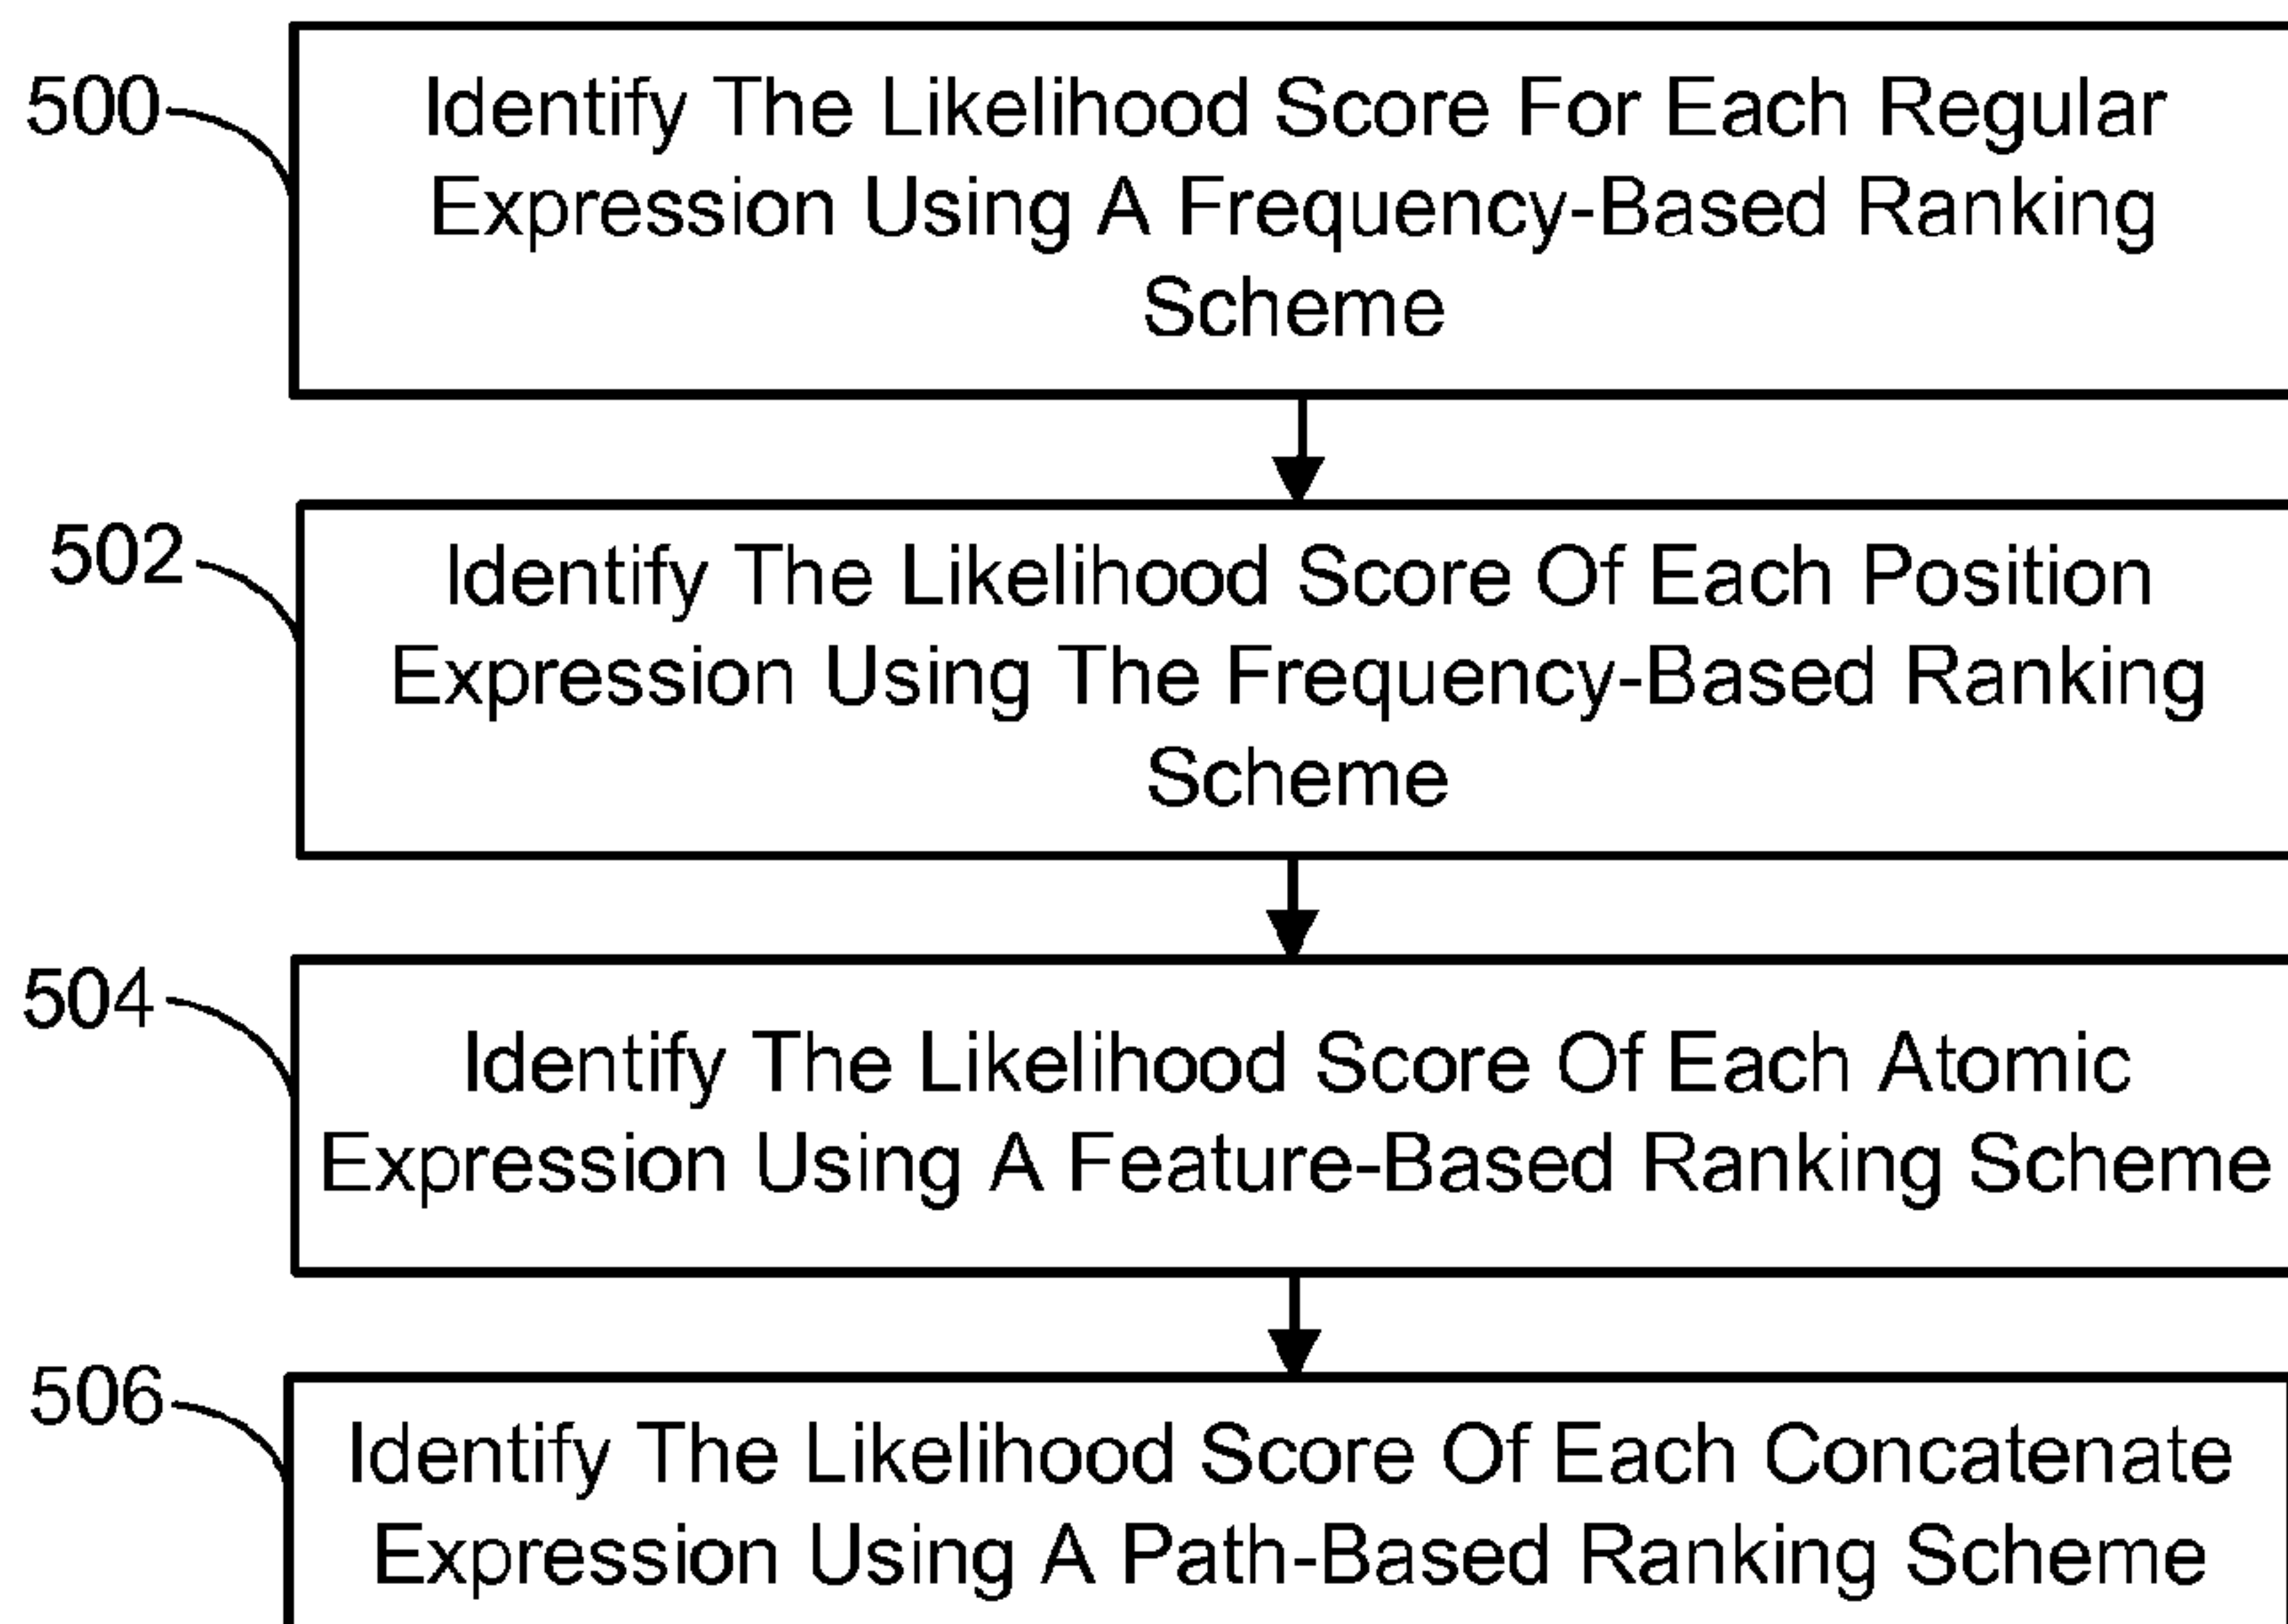 500
Identify The Likelihood Score For Each Regular
Expression Using A Frequency-Based Ranking
Scheme
502
Identify The Likelihood Score Of Each Position
Expression Using The Frequency-Based Ranking
Scheme
504
Identify The Likelihood Score Of Each Atomic
Expression Using A Feature-Based Ranking Scheme
506
Identify The Likelihood Score Of Each Concatenate
Expression Using A Path-Based Ranking Scheme